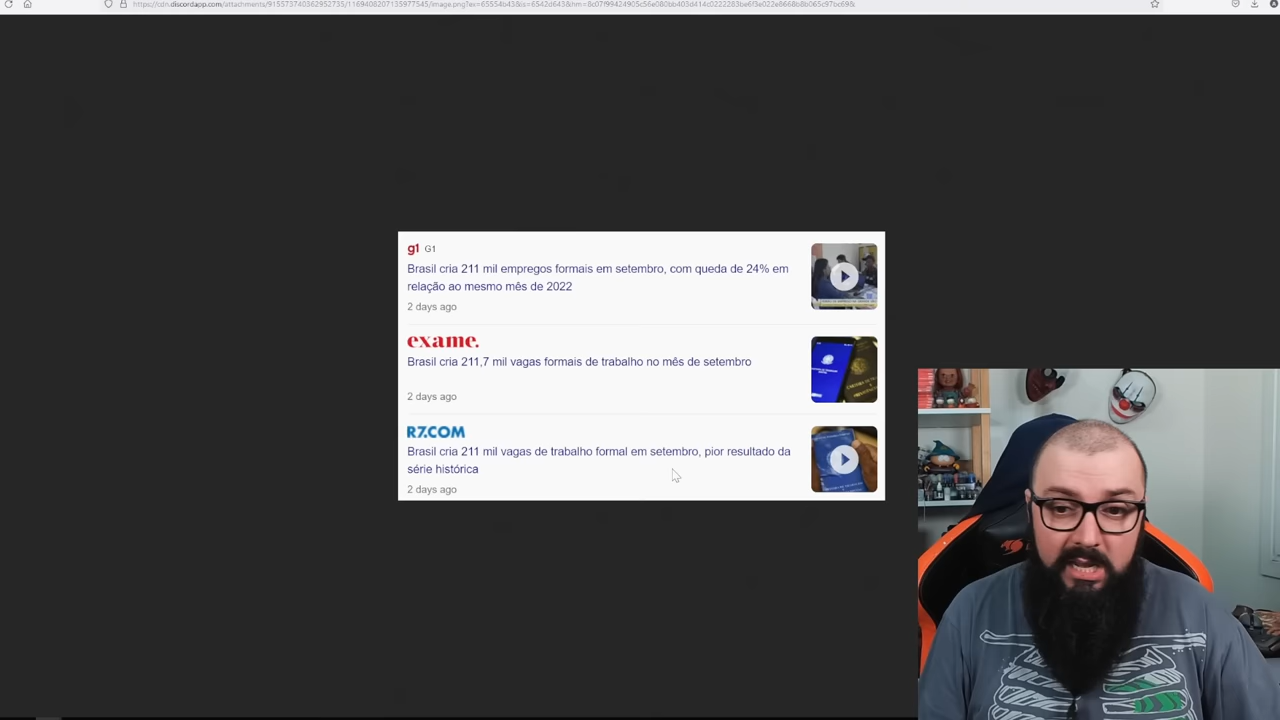 g1 G1
Brasil cria 211 mil empregos formais em setembro, com queda de 24% em
relação ao mesmo mês de 2022
2 days ago
exame.
Brasil cria 211,7 mil vagas formais de trabalho no mês de setembro
2 days ago
R7.COM
Brasil cria 211 mil vagas de trabalho formal em setembro, pior resultado da
série histórica
2 days ago